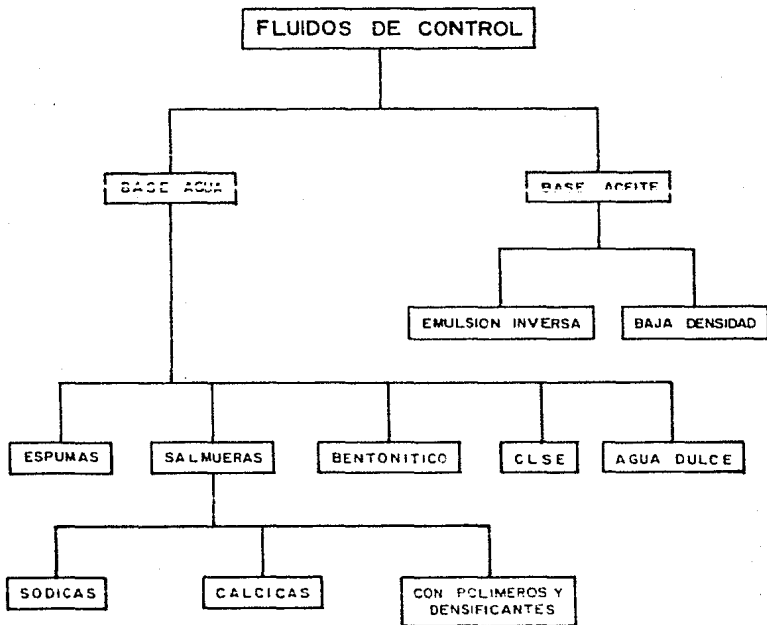 FLUIDOS DE CONTROL
BASE AGUA
BASE ACEITE
EMULSION INVERSA
BAJA DENSIDAD
ESPUMAS
SALMUERAS
BENTONITICO
CLSE
AGUA DULCE
SODICAS
CALCICAS
CON POLIMEROS Y
DENSIFICANTES